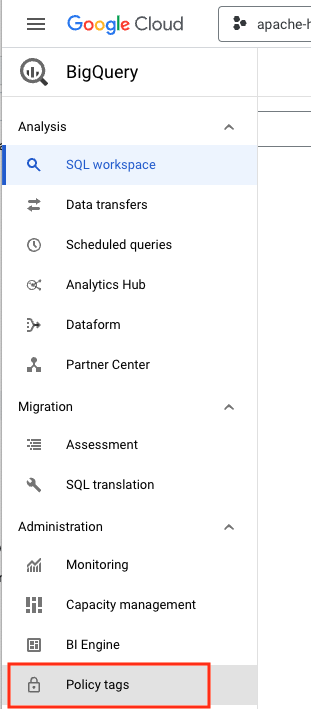 Google Cloud
apache-h
BigQuery
Analysis
SQL workspace
Data transfers
Scheduled queries
Analytics Hub
Dataform
Partner Center
Migration
Assessment
SQL translation
Administration
Monitoring
Capacity management
BI Engine
Policy tags